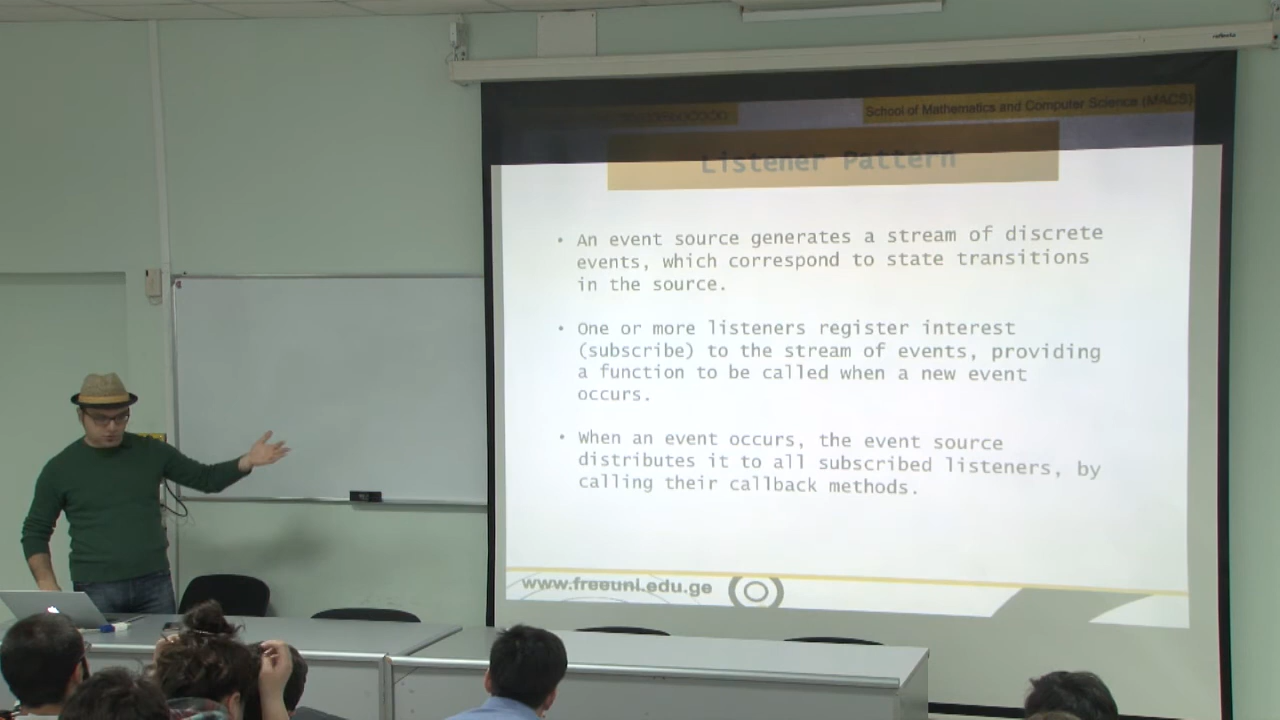 School of Mathematics and Computer Science (MACS)
Listener Pattern
• An event source generates a stream of discrete
events, which correspond to state transitions
in the source.
• One or more listeners register interest
(subscribe) to the stream of events, providing
a function to be called when a new event
occurs.
• When an event occurs, the event source
distributes it to all subscribed listeners, by
calling their callback methods.
www.freeuni.edu.ge